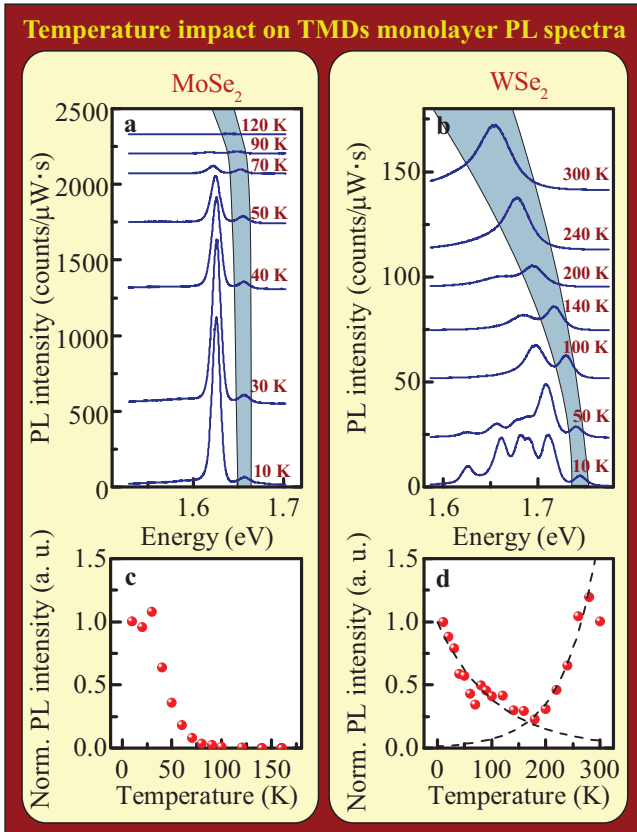 Temperature impact on TMDs monolayer PL spectra
MoSe₂
PL intensity (counts/μW·s)
2500
2000
1500
1000
500
0
a
120 K
90 K
70 K
50 K
40 K
30 K
10 K
1.6
1.7
Energy (eV)
WSe₂
PL intensity (counts/μW·s)
150
100
50
0
b
300 K
240 K
200 K
140 K
100 K
50 K
10 K
1.6
1.7
Energy (eV)
Norm. PL intensity (a. u.)
1.5
1.0
0.5
0.0
c
0
50
100
150
Temperature (K)
Norm. PL intensity (a. u.)
1.5
1.0
0.5
0.0
d
0
100
200
300
Temperature (K)